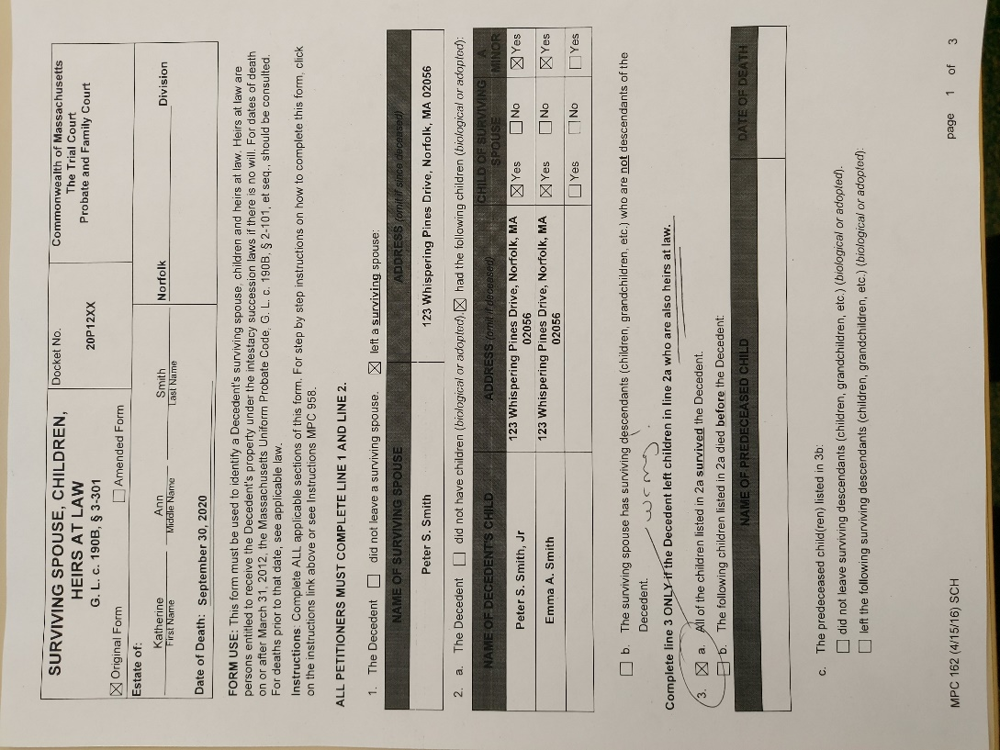 SURVIVING SPOUSE, CHILDREN,
HEIRS AT LAW
G. L. c. 190B, § 3-301
☒ Original Form ☐ Amended Form
Docket No.
20P12XX
Commonwealth of Massachusetts
The Trial Court
Probate and Family Court
Estate of:
Katherine Ann Smith
First Name Middle Name Last Name
Norfolk Division
Date of Death: September 30, 2020
FORM USE: This form must be used to identify a Decedent's surviving spouse, children and heirs at law. Heirs at law are
persons entitled to receive the Decedent's property under the intestacy succession laws if there is no will. For dates of death
on or after March 31, 2012, the Massachusetts Uniform Probate Code, G. L. c. 190B, § 2-101, et seq., should be consulted.
For deaths prior to that date, see applicable law.
Instructions: Complete ALL applicable sections of this form. For step by step instructions on how to complete this form, click
on the instructions link above or see Instructions MPC 958.
ALL PETITIONERS MUST COMPLETE LINE 1 AND LINE 2.
1. The Decedent ☐ did not leave a surviving spouse. ☒ left a surviving spouse:
NAME OF SURVIVING SPOUSE ADDRESS (omit if since deceased)
Peter S. Smith 123 Whispering Pines Drive, Norfolk, MA 02056
2. a. The Decedent ☐ did not have children (biological or adopted). ☒ had the following children (biological or adopted):
NAME OF DECEDENT'S CHILD ADDRESS (omit if deceased) CHILD OF SURVIVING SPOUSE A MINOR
Peter S. Smith, Jr 123 Whispering Pines Drive, Norfolk, MA 02056 ☒ Yes ☐ No ☒ Yes
Emma A. Smith 123 Whispering Pines Drive, Norfolk, MA 02056 ☒ Yes ☐ No ☒ Yes
☐ Yes ☐ No ☐ Yes
☐ b. The surviving spouse has surviving descendants (children, grandchildren, etc.) who are not descendants of the
Decedent.
Complete line 3 ONLY if the Decedent left children in line 2a who are also heirs at law.
3. ☒ a. All of the children listed in 2a survived the Decedent.
☐ b. The following children listed in 2a died before the Decedent:
NAME OF PREDECEASED CHILD DATE OF DEATH
c. The predeceased child(ren) listed in 3b:
☐ did not leave surviving descendants (children, grandchildren, etc.) (biological or adopted).
☐ left the following surviving descendants (children, grandchildren, etc.) (biological or adopted):
MPC 162 (4/15/16) SCH page 1 of 3